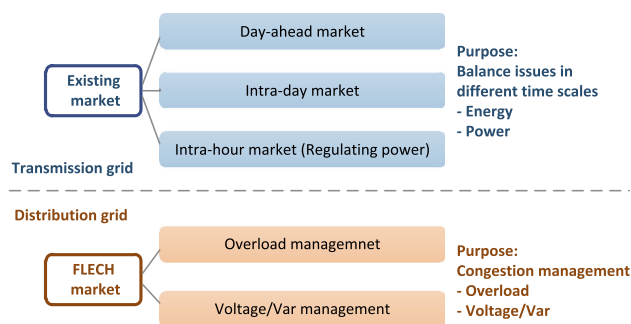 Day-ahead market
Existing
market
Intra-day market
Intra-hour market (Regulating power)
Purpose:
Balance issues in
different time scales
- Energy
- Power
Transmission grid
Distribution grid
Overload managemnet
FLECH
market
Voltage/Var management
Purpose:
Congestion management
- Overload
- Voltage/Var